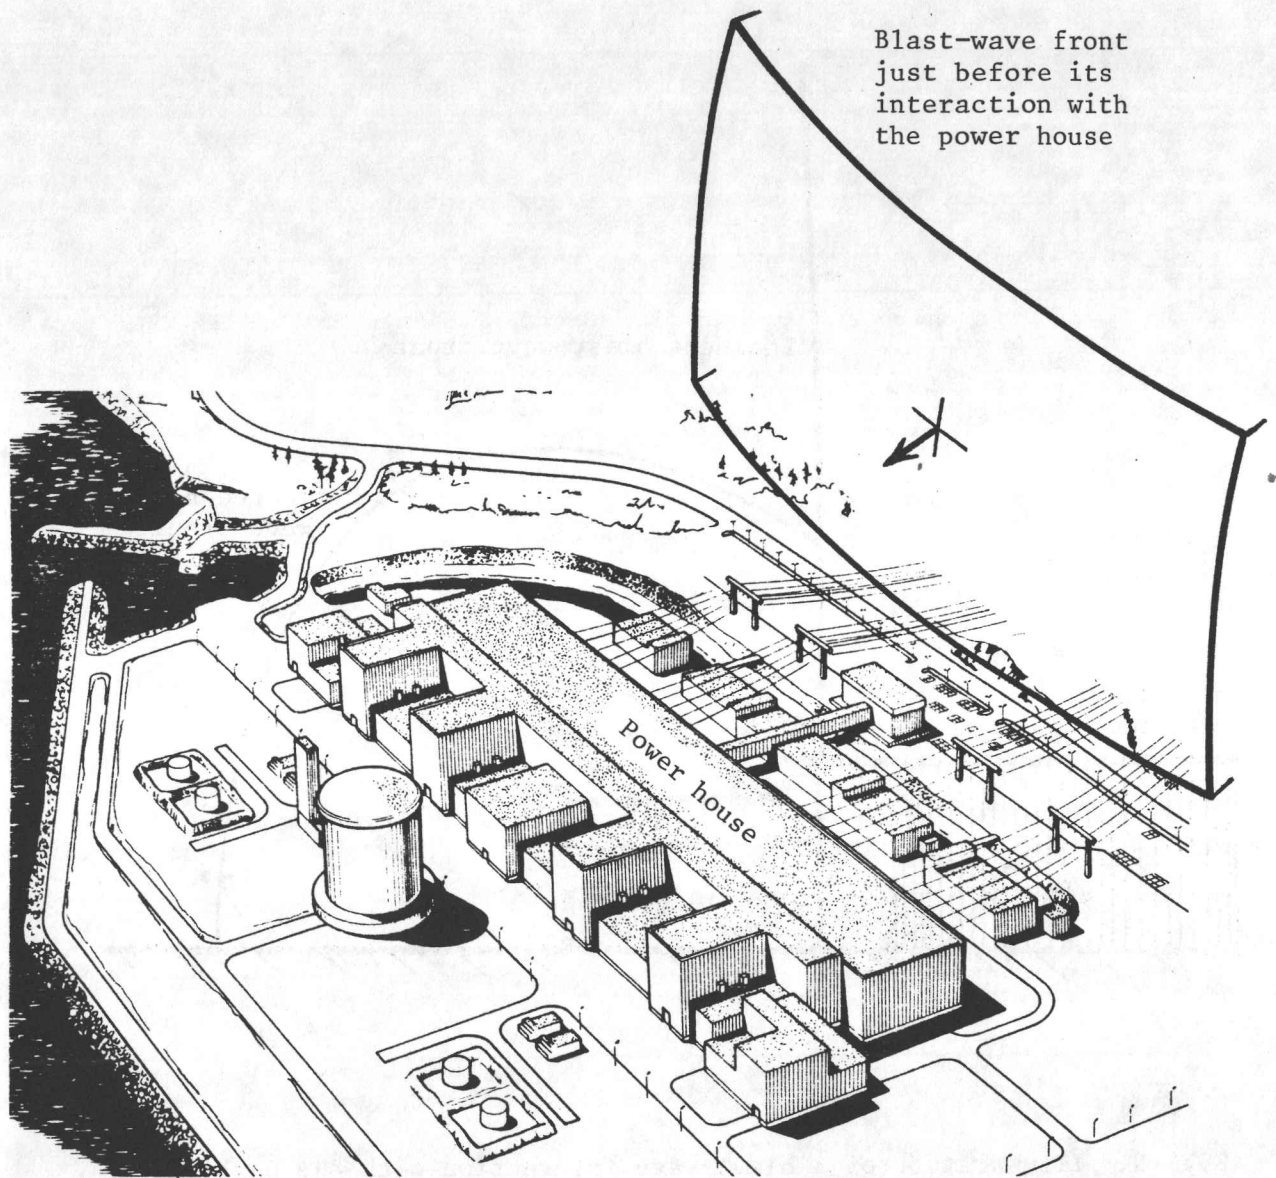 Blast-wave front
just before its
interaction with
the power house
Power house